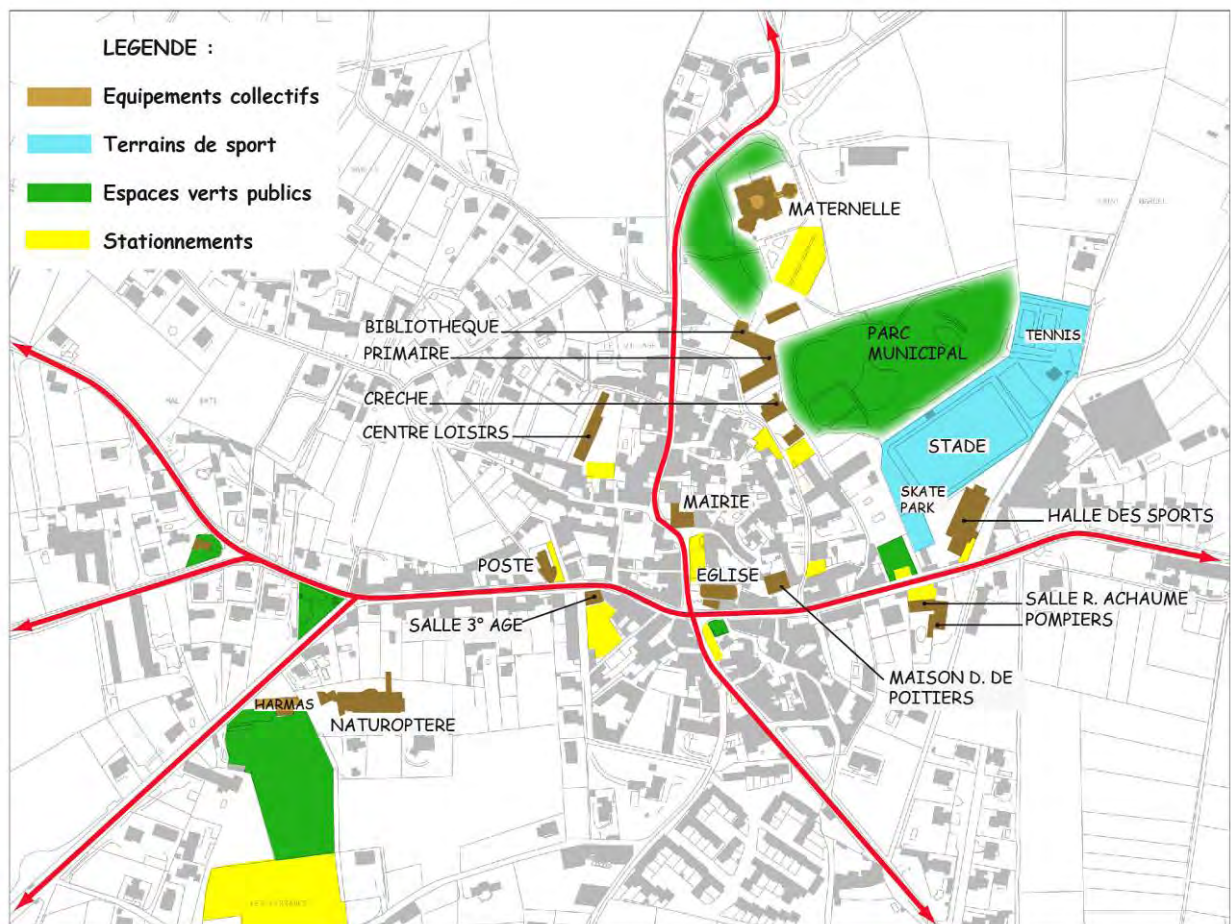 LEGENDE :
Equipements collectifs
Terrains de sport
Espaces verts publics
Stationnements
MATERNELLE
BIBLIOTHEQUE
PRIMAIRE
PARC
MUNICIPAL
TENNIS
CRECHE
CENTRE LOISIRS
STADE
SKATE
PARK
MAIRIE
HALLE DES SPORTS
POSTE
EGLISE
SALLE 3° AGE
SALLE R. ACHAUME
POMPIERS
MAISON D. DE
POITIERS
HARMAS
NATUROPTERE